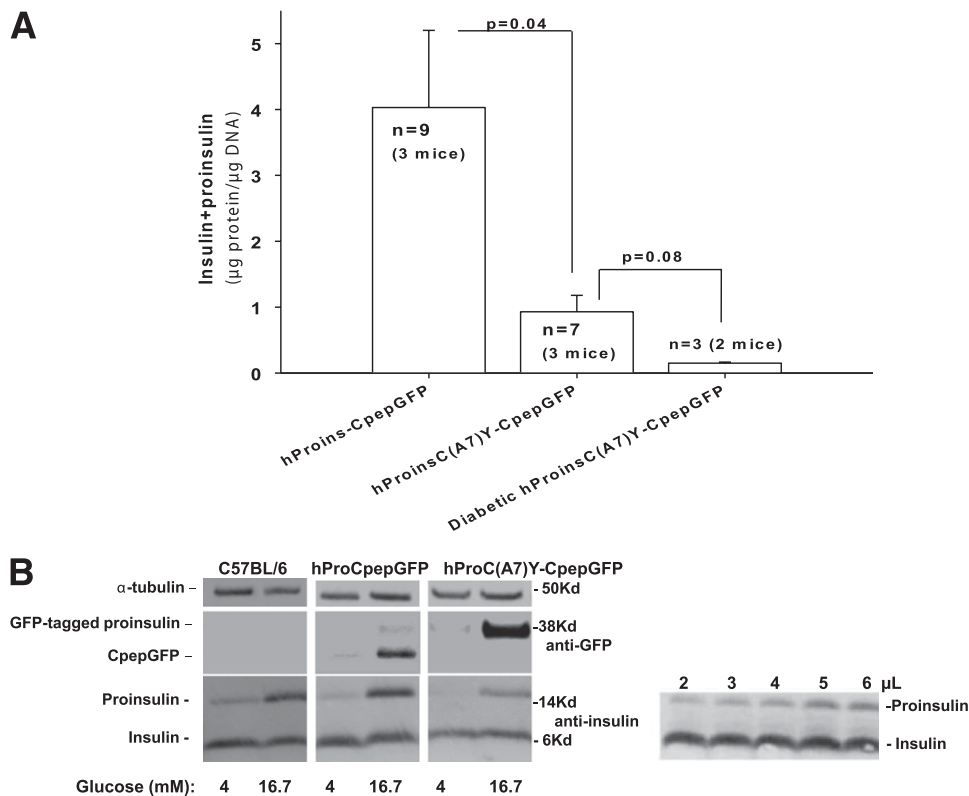 A
Insulin+proinsulin
(µg protein/µg DNA)
5
4
3
2
1
0
p=0.04
n=9
(3 mice)
p=0.08
n=7
(3 mice)
n=3 (2 mice)
hProins-CpepGFP
hProinsC(A7)Y-CpepGFP
Diabetic hProinsC(A7)Y-CpepGFP
B
C57BL/6 hProCpepGFP hProC(A7)Y-CpepGFP
α-tubulin – - 50Kd
GFP-tagged proinsulin – -38Kd
anti-GFP
CpepGFP –
Proinsulin - -14Kd
anti-insulin
Insulin - - 6Kd
Glucose (mM): 4 16.7 4 16.7 4 16.7
2 3 4 5 6 µL
-Proinsulin
- Insulin